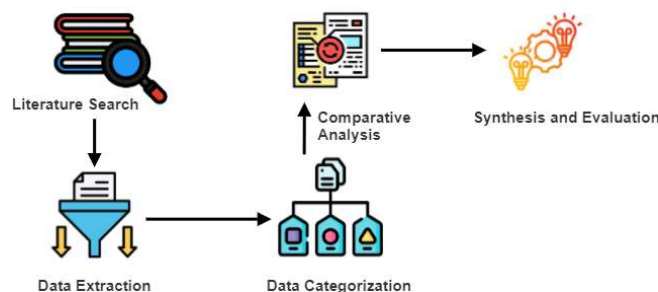 Literature Search
Comparative
Analysis
Synthesis and Evaluation
Data Extraction
Data Categorization